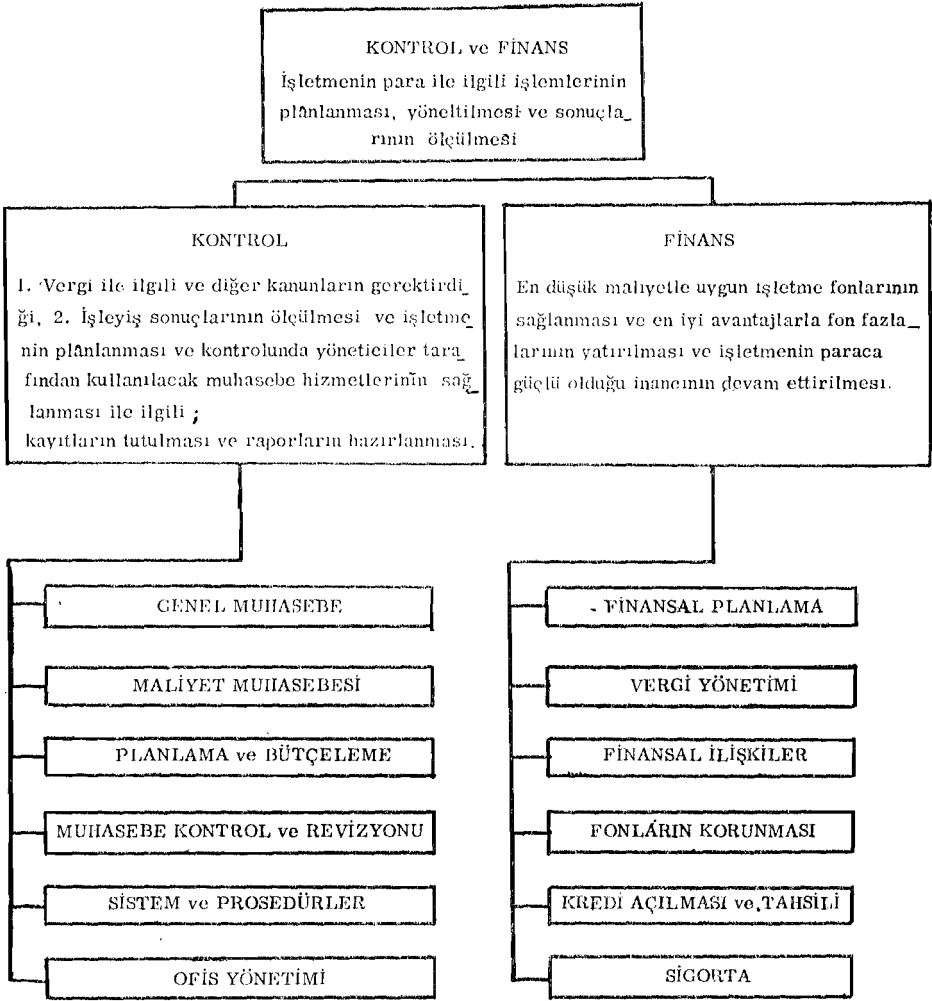 KONTROL ve FİNANS
İşletmenin para ile ilgili işlemlerinin
plânlanması, yöneltilmesi ve sonuçla_
rının ölçülmesi
KONTROL
1. Vergi ile ilgili ve diğer kanunların gerektirdi_
ği, 2. İşleyiş sonuçlarının ölçülmesi ve işletme_
nin plânlanması ve kontrolunda yöneticiler tara_
fından kullanılacak muhasebe hizmetlerinin sağ_
lanması ile ilgili ;
kayıtların tutulması ve raporların hazırlanması.
FİNANS
En düşük maliyetle uygun işletme fonlarının
sağlanması ve en iyi avantajlarla fon fazla_
larının yatırılması ve işletmenin paraca
güçlü olduğu inancının devam ettirilmesi.
GENEL MUHASEBE
MALİYET MUHASEBESİ
PLANLAMA ve BÜTÇELEME
MUHASEBE KONTROL ve REVİZYONU
SİSTEM ve PROSEDÜRLER
OFİS YÖNETİMİ
FİNANSAL PLANLAMA
VERGİ YÖNETİMİ
FİNANSAL İLİŞKİLER
FONLARIN KORUNMASI
KREDİ AÇILMASI ve TAHSİLİ
SİGORTA